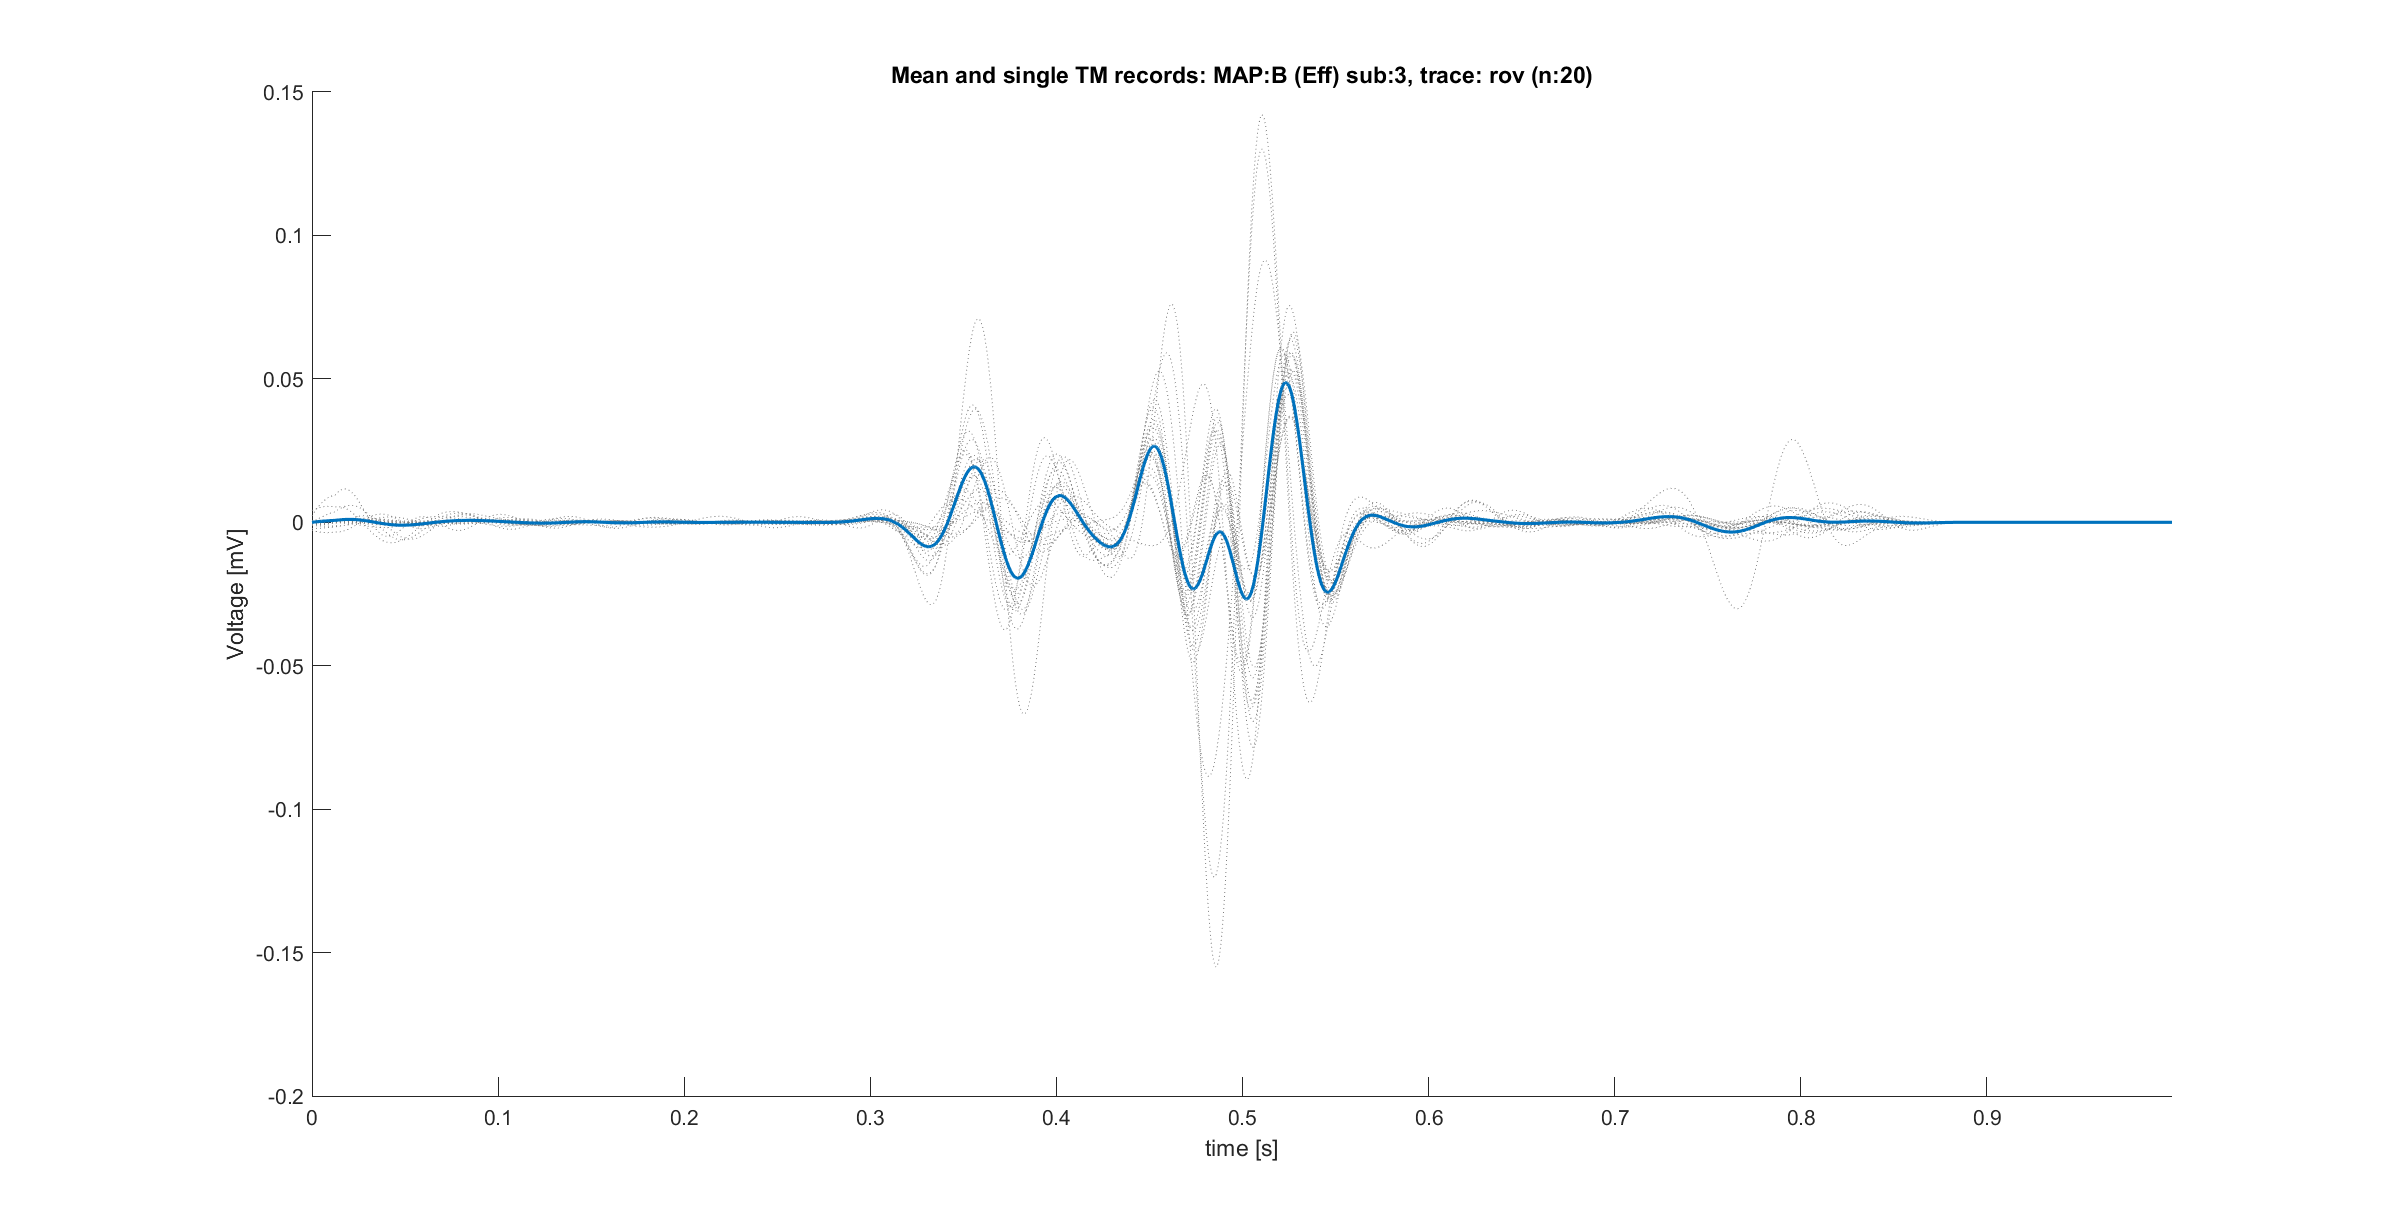 Mean and single TM records: MAP:B (Eff) sub:3, trace: rov (n:20)
0.15
0.1
0.05
0
-0.05
-0.1
-0.15
-0.2
Voltage [mV]
0 0.1 0.2 0.3 0.4 0.5 0.6 0.7 0.8 0.9
time [s]